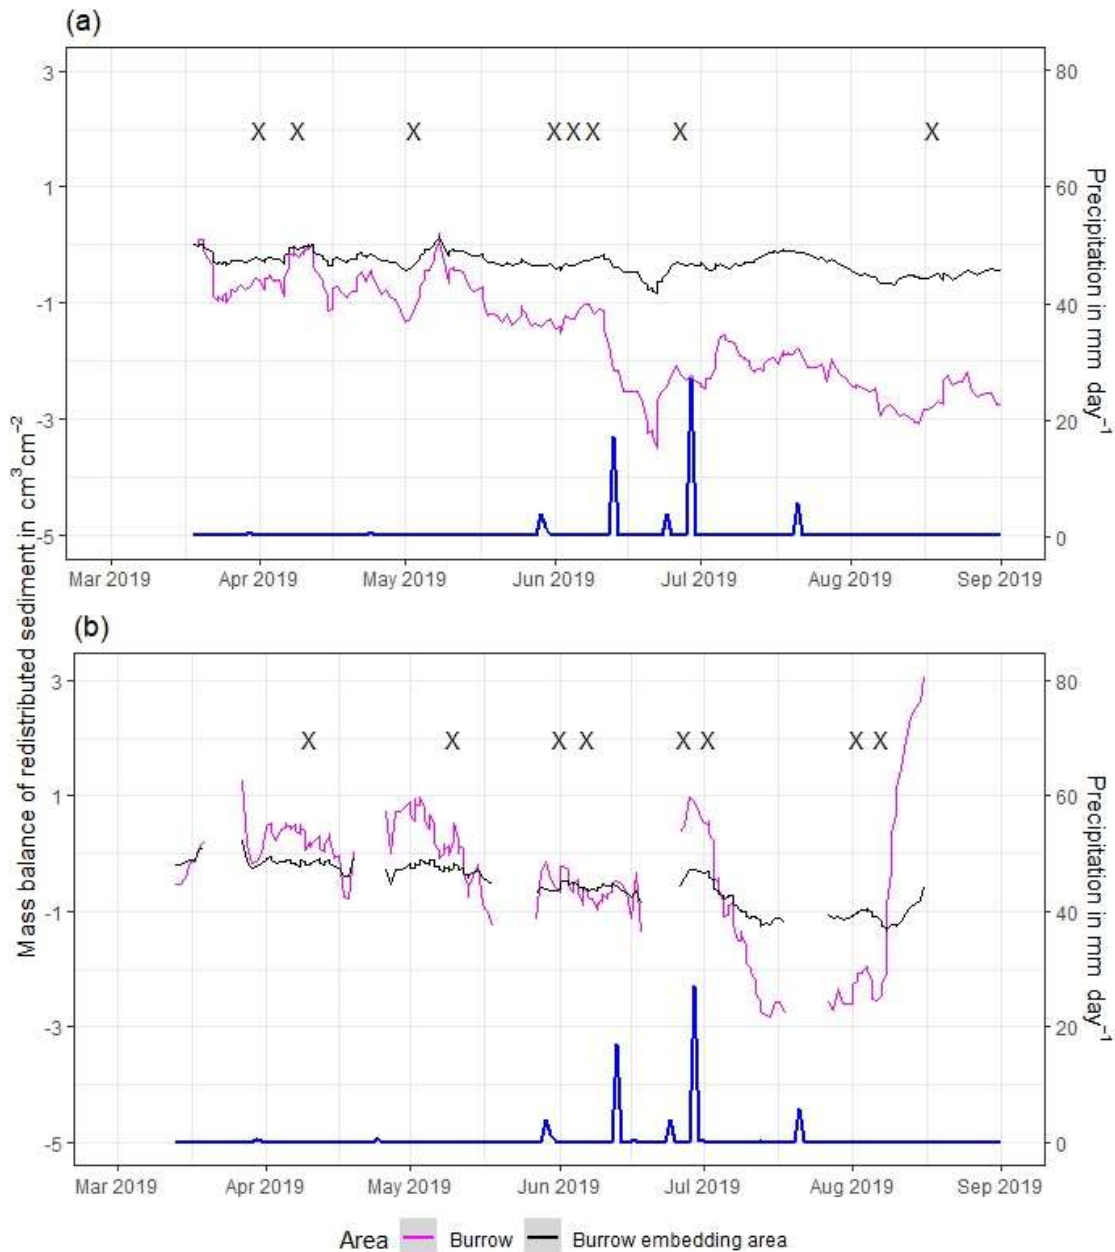 (a)
3
1
-1
-3
-5
80
60
40
20
0
X X X X X X X X
Mar 2019 Apr 2019 May 2019 Jun 2019 Jul 2019 Aug 2019 Sep 2019
Precipitation in mm day⁻¹
Mass balance of redistributed sediment in cm³cm⁻²
(b)
3
1
-1
-3
-5
80
60
40
20
0
X X X X X X X X
Mar 2019 Apr 2019 May 2019 Jun 2019 Jul 2019 Aug 2019 Sep 2019
Precipitation in mm day⁻¹
Area Burrow Burrow embedding area